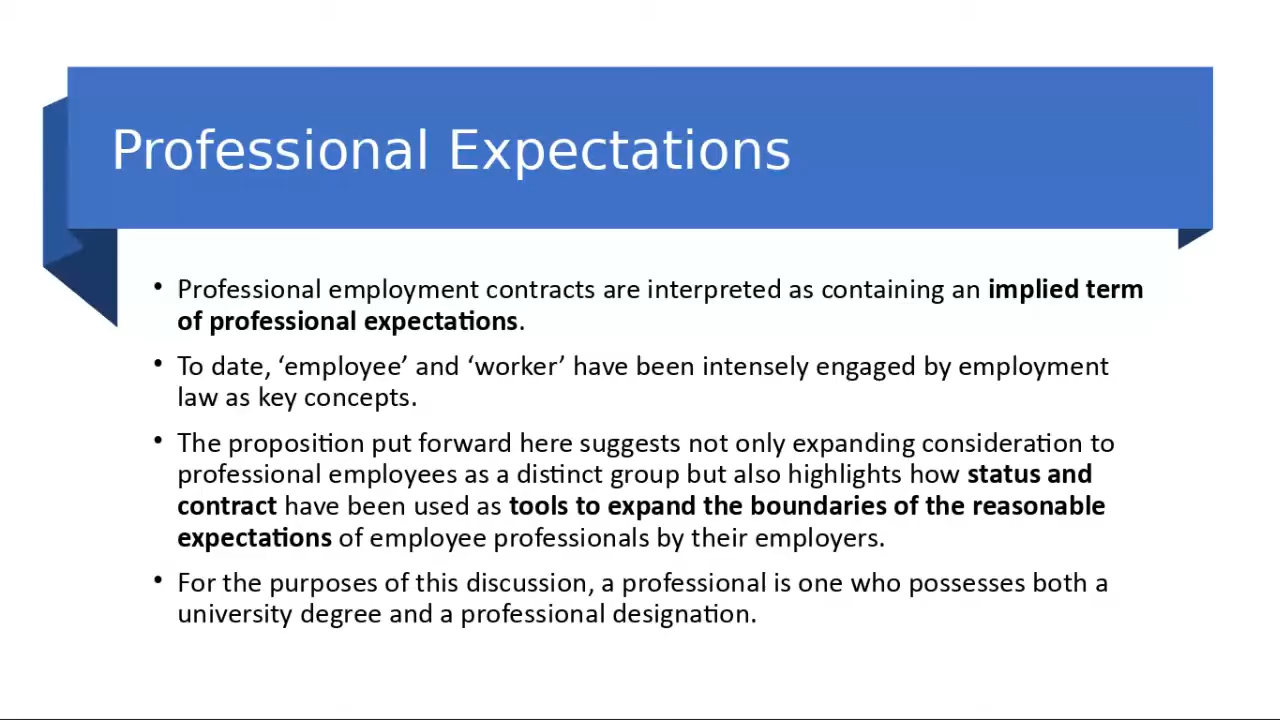 Professional Expectations
• Professional employment contracts are interpreted as containing an implied term
of professional expectations.
• To date, ‘employee’ and ‘worker’ have been intensely engaged by employment
law as key concepts.
• The proposition put forward here suggests not only expanding consideration to
professional employees as a distinct group but also highlights how status and
contract have been used as tools to expand the boundaries of the reasonable
expectations of employee professionals by their employers.
• For the purposes of this discussion, a professional is one who possesses both a
university degree and a professional designation.